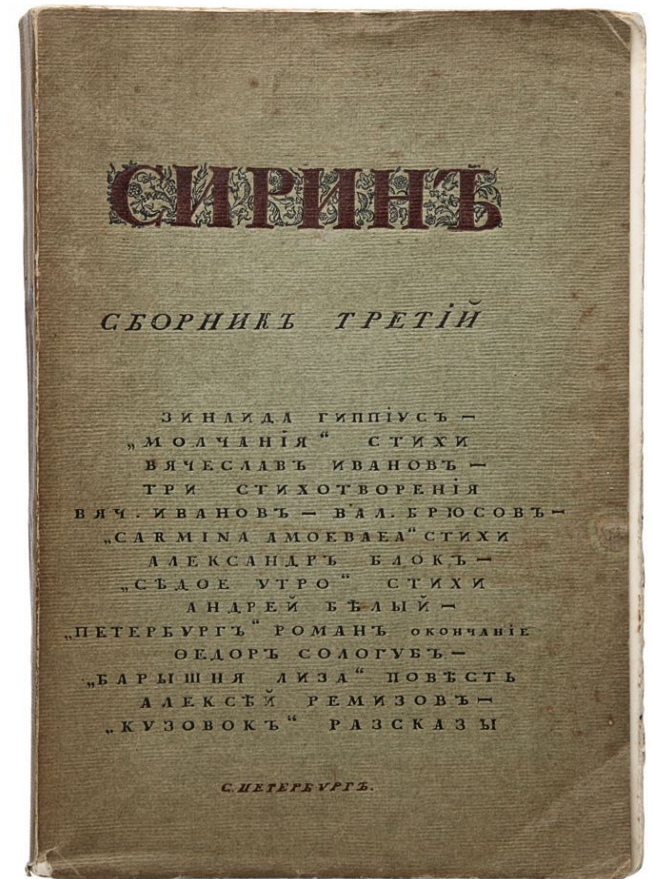 СИРИНЪ
СБОРНИКЪ ТРЕТІЙ
ЗИНАИДА ГИППІУСЪ —
„МОЛЧАНІЯ“ СТИХИ
ВЯЧЕСЛАВЪ ИВАНОВЪ —
ТРИ СТИХОТВОРЕНІЯ
ВЯЧ. ИВАНОВЪ — ВАЛ. БРЮСОВЪ —
„CARMINA AMOEBAEA“ СТИХИ
АЛЕКСАНДРЪ БЛОКЪ —
„СѢДОЕ УТРО“ СТИХИ
АНДРЕЙ БѢЛЫЙ —
„ПЕТЕРБУРГЪ“ РОМАНЪ ОКОНЧАНІЕ
ѲЕДОРЪ СОЛОГУБЪ —
„БАРЫШНЯ ЛИЗА“ ПОВѢСТЬ
АЛЕКСѢЙ РЕМИЗОВЪ —
„КУЗОВОКЪ“ РАЗСКАЗЫ
С. ПЕТЕРБУРГЪ.